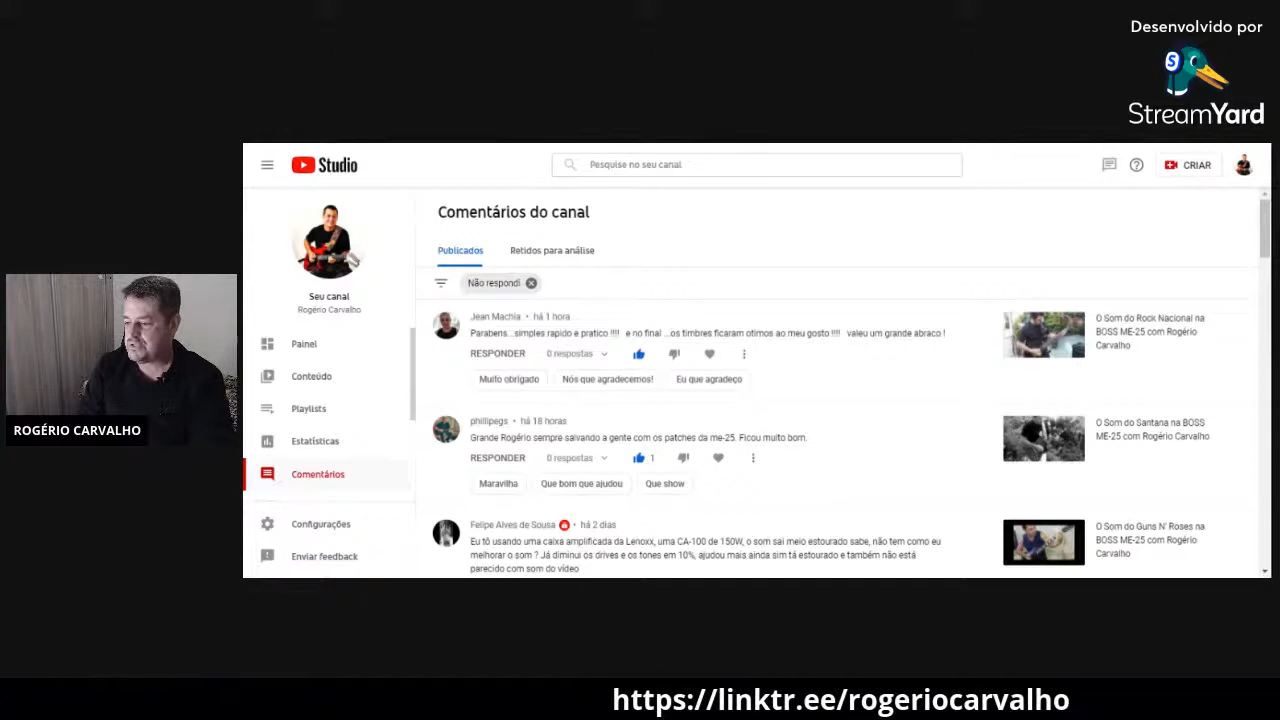 Desenvolvido por
StreamYard
Studio
Pesquise no seu canal
CRIAR
Seu canal
Rogério Carvalho
Painel
Conteúdo
Playlists
Estatísticas
Comentários
Configurações
Enviar feedback
Comentários do canal
Publicados
Retidos para análise
Não respondi
Jean Machia • há 1 hora
Parabens...simples rapido e pratico !!!! e no final ...os timbres ficaram otimos ao meu gosto !!!! valeu um grande abraco !
RESPONDER 0 respostas
Muito obrigado Nós que agradecemos! Eu que agradeço
O Som do Rock Nacional na
BOSS ME-25 com Rogério
Carvalho
phillipegs • há 18 horas
Grande Rogério sempre salvando a gente com os patches da me-25. Ficou muito bom.
RESPONDER 0 respostas 1
Maravilha Que bom que ajudou Que show
O Som do Santana na BOSS
ME-25 com Rogério Carvalho
Felipe Alves de Sousa • há 2 dias
Eu tô usando uma caixa amplificada da Lenoxx, uma CA-100 de 150W, o som sai meio estourado sabe, não tem como eu
melhorar o som ? Já diminui os drives e os tones em 10%, ajudou mais ainda sim tá estourado e também não está
parecido com som do vídeo
O Som do Guns N' Roses na
BOSS ME-25 com Rogério
Carvalho
ROGÉRIO CARVALHO
https://linktr.ee/rogeriocarvalho